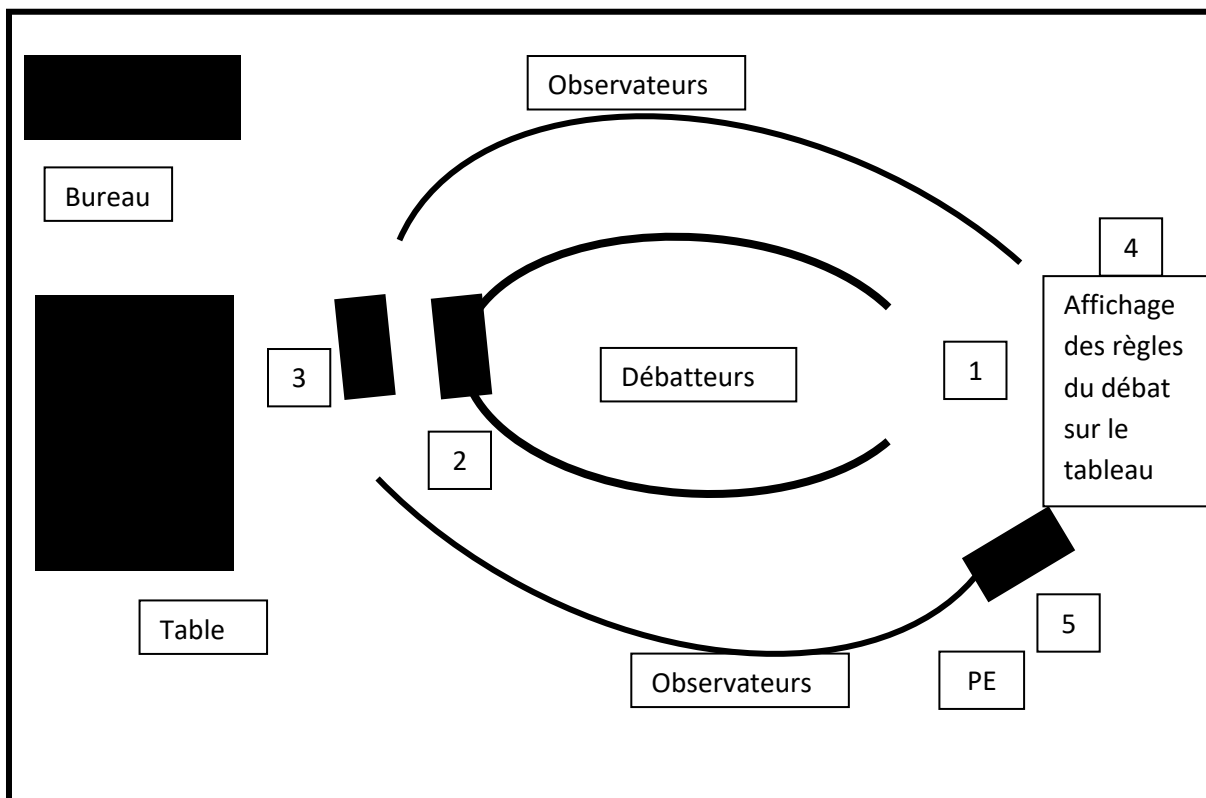 Observateurs
Bureau
4
Affichage
des règles
du débat
sur le
tableau
3
Débatteurs
1
2
Table
5
Observateurs
PE